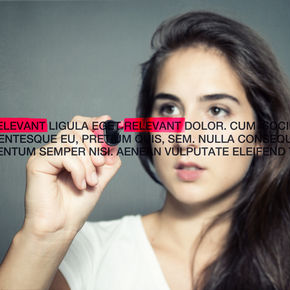 ELEVANT LIGULA EGET RELEVANT DOLOR. CUM SOCI
ENTESQUE EU, PRETIUM QUIS, SEM. NULLA CONSEQU
ENTUM SEMPER NISI. AENEAN VULPUTATE ELEIFEND T